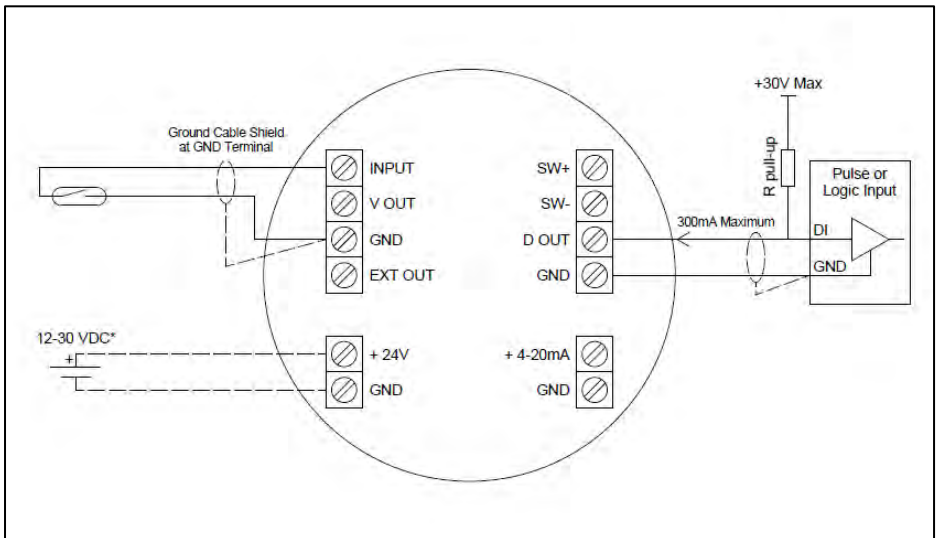 +30V Max
Ground Cable Shield
at GND Terminal
INPUT
V OUT
GND
EXT OUT
SW+
SW-
D OUT
GND
R pull-up
Pulse or
Logic Input
300mA Maximum
DI
GND
12-30 VDC*
+
+ 24V
GND
+ 4-20mA
GND